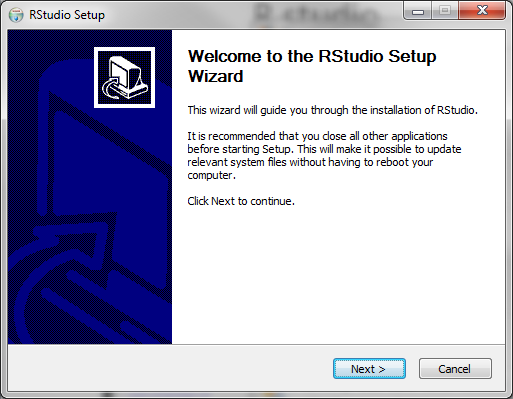 RStudio Setup
Welcome to the RStudio Setup
Wizard
This wizard will guide you through the installation of RStudio.
It is recommended that you close all other applications
before starting Setup. This will make it possible to update
relevant system files without having to reboot your
computer.
Click Next to continue.
Next >
Cancel